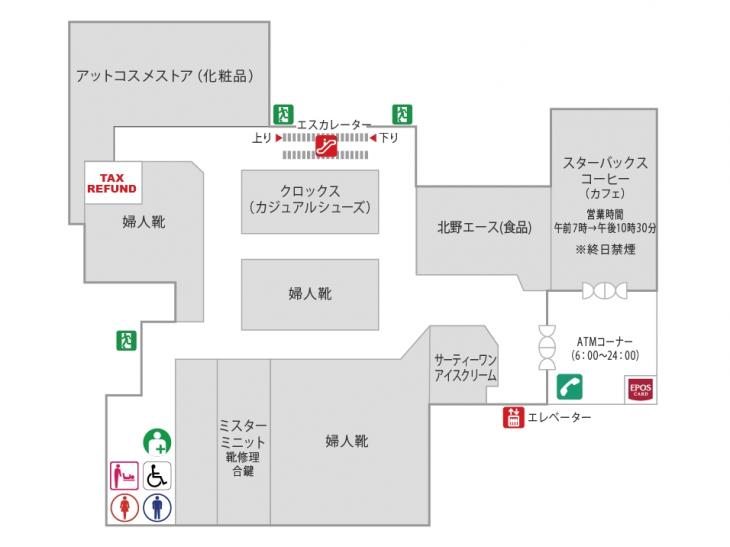 アットコスメストア（化粧品）
エスカレーター
上り
下り
TAX
REFUND
婦人靴
クロックス
（カジュアルシューズ）
スターバックス
コーヒー
（カフェ）
営業時間
午前7時→午後10時30分
※終日禁煙
北野エース(食品)
婦人靴
サーティーワン
アイスクリーム
ATMコーナー
(6：00～24：00)
EPOS
CARD
エレベーター
ミスター
ミニット
靴修理
合鍵
婦人靴